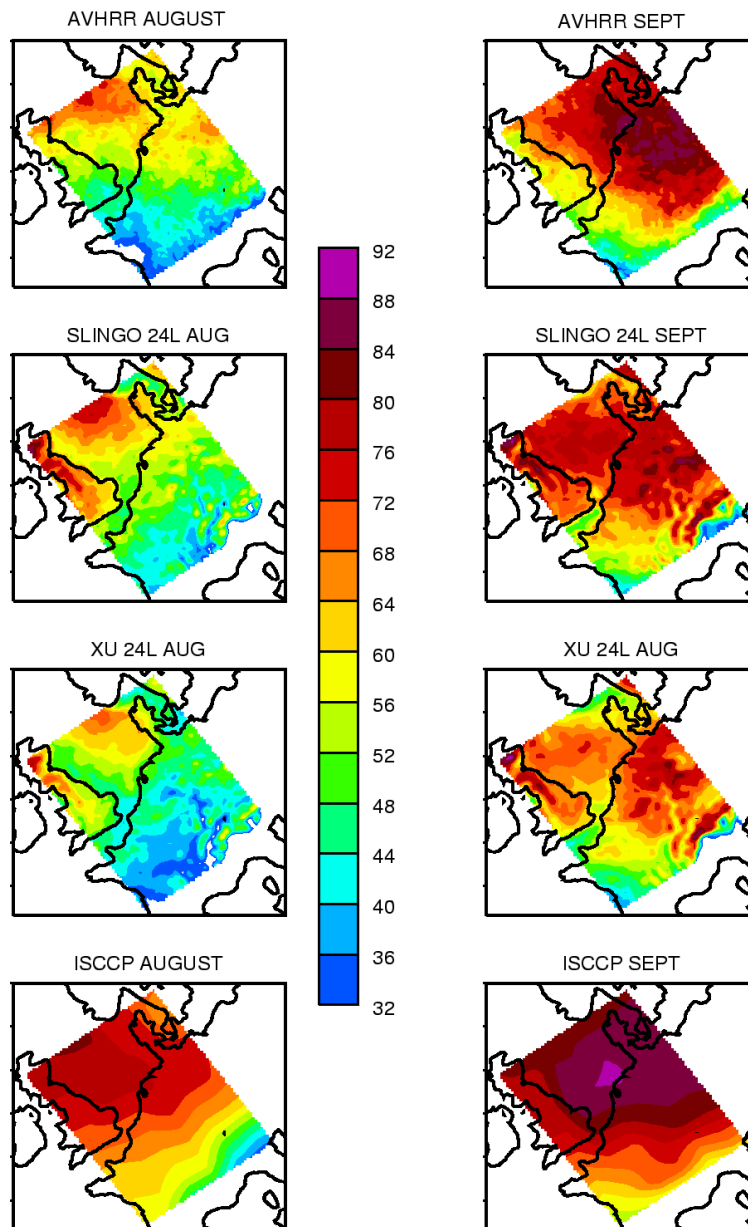 AVHRR AUGUST
AVHRR SEPT
SLINGO 24L AUG
SLINGO 24L SEPT
XU 24L AUG
XU 24L AUG
ISCCP AUGUST
ISCCP SEPT
92
88
84
80
76
72
68
64
60
56
52
48
44
40
36
32